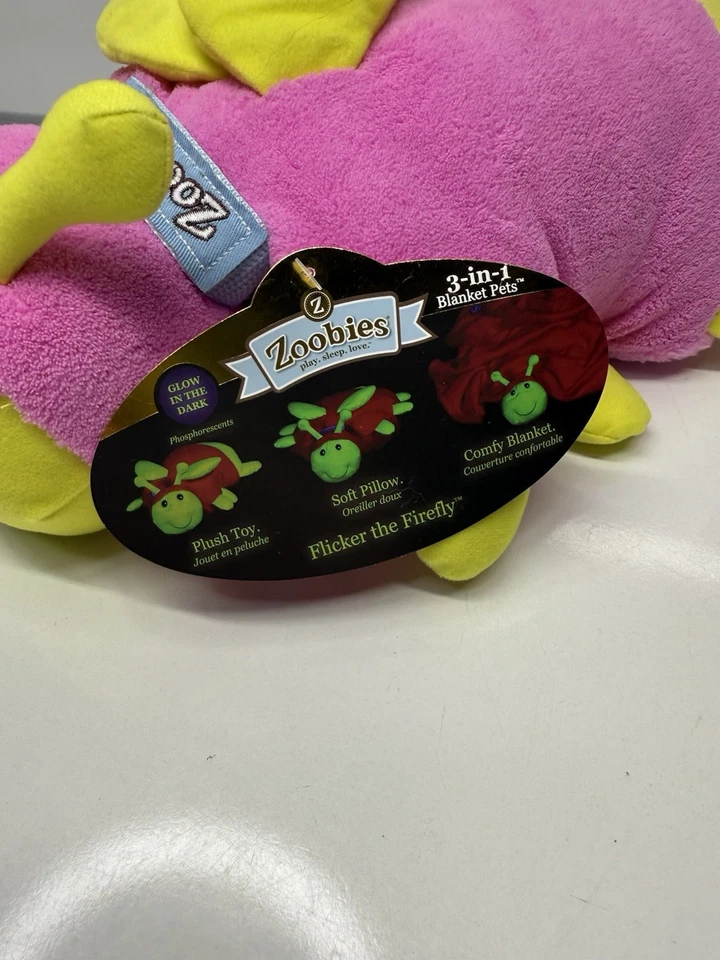 Zoo
Z
Zoobies®
play. sleep. love.™
3-in-1
Blanket Pets™
GLOW
IN THE
DARK
Phosphorescents
Plush Toy.
Jouet en peluche
Soft Pillow.
Oreiller doux
Comfy Blanket.
Couverture confortable
Flicker the Firefly™